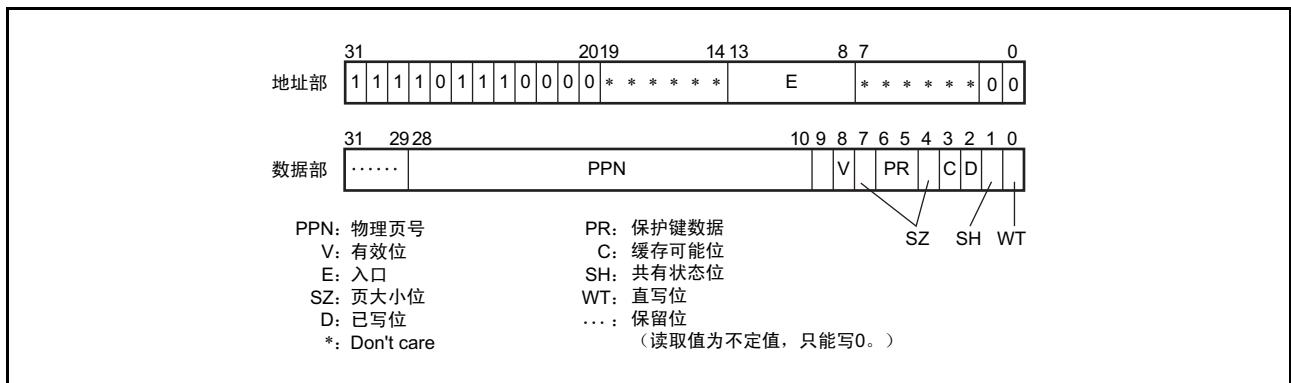 31 2019 14 13 8 7 0
地址部 1 1 1 1 0 1 1 1 0 0 0 0 * * * * * * E * * * * * * 0 0
31 29 28 10 9 8 7 6 5 4 3 2 1 0
数据部 ······ PPN V PR C D
SZ SH WT
PPN：物理页号 PR：保护键数据
V：有效位 C：缓存可能位
E：入口 SH：共有状态位
SZ：页大小位 WT：直写位
D：已写位 ···：保留位
*：Don't care （读取值为不定值，只能写0。）